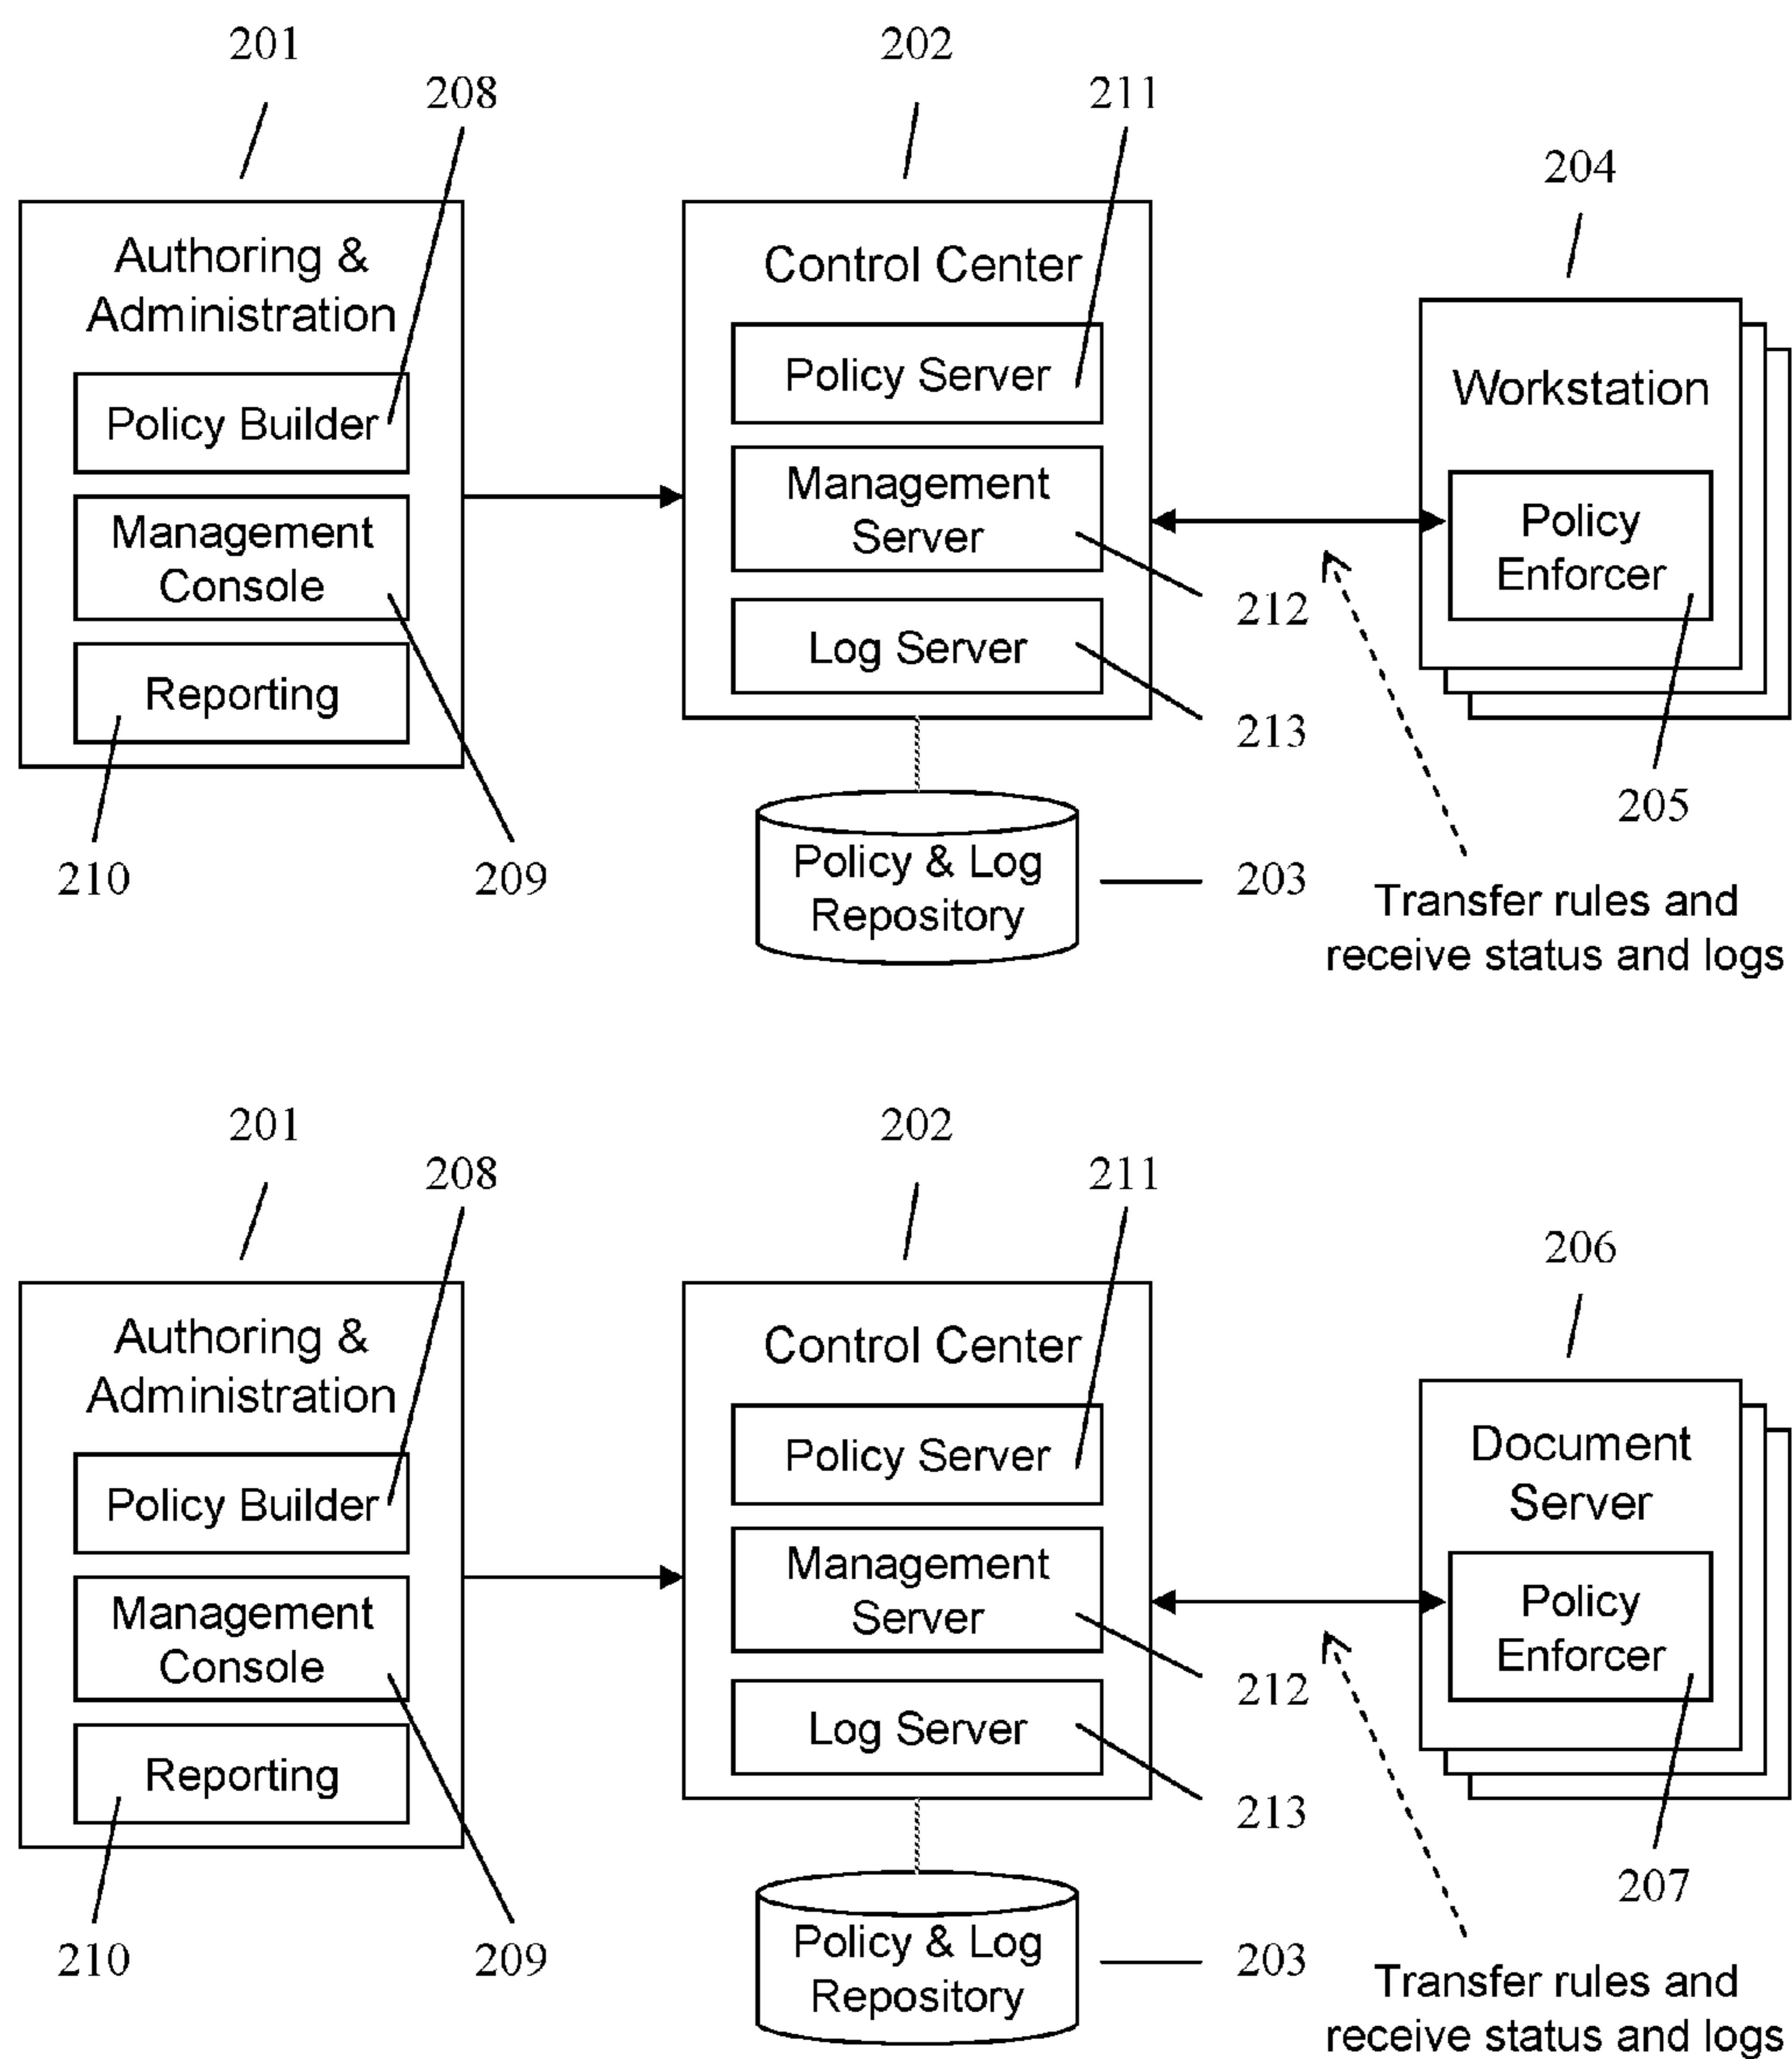 201
202
208
211
204
Authoring &
Administration
Policy Builder
Management
Console
Reporting
210
209
Control Center
Policy Server
Management
Server
Log Server
212
213
Policy & Log
Repository
203
Workstation
Policy
Enforcer
205
Transfer rules and
receive status and logs
201
202
208
211
206
Authoring &
Administration
Policy Builder
Management
Console
Reporting
210
209
Control Center
Policy Server
Management
Server
Log Server
212
213
Policy & Log
Repository
203
Document
Server
Policy
Enforcer
207
Transfer rules and
receive status and logs